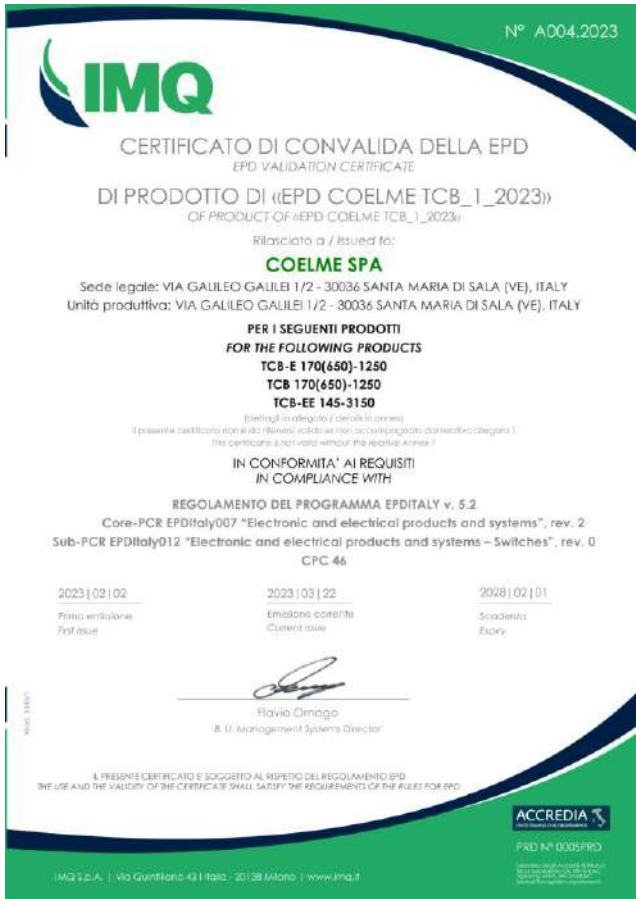 N° A004.2023
IMQ
CERTIFICATO DI CONVALIDA DELLA EPD
EPD VALIDATION CERTIFICATE
DI PRODOTTO DI «EPD COELME TCB_1_2023»
OF PRODUCT OF «EPD COELME TCB_1_2023»
Rilasciato a / Issued to:
COELME SPA
Sede legale: VIA GALILEO GALILEI 1/2 - 30036 SANTA MARIA DI SALA (VE), ITALY
Unità produttiva: VIA GALILEO GALILEI 1/2 - 30036 SANTA MARIA DI SALA (VE), ITALY
PER I SEGUENTI PRODOTTI
FOR THE FOLLOWING PRODUCTS
TCB-E 170(650)-1250
TCB 170(650)-1250
TCB-EE 145-3150
(dettagli in allegato / details in annex)
Il presente certificato non è da ritenersi valido se non accompagnato dal relativo allegato 1
This certificate is not valid without the relative Annex 1
IN CONFORMITA' AI REQUISITI
IN COMPLIANCE WITH
REGOLAMENTO DEL PROGRAMMA EPDITALY v. 5.2
Core-PCR EPDItaly007 "Electronic and electrical products and systems", rev. 2
Sub-PCR EPDItaly012 "Electronic and electrical products and systems – Switches", rev. 0
CPC 46
2023|02|02 2023|03|22 2028|02|01
Prima emissione Emissione corrente Scadenza
First issue Current issue Expiry
Flavio Ornago
B. U. Management Systems Director
IL PRESENTE CERTIFICATO E' SOGGETTO AL RISPETTO DEL REGOLAMENTO EPD
THE USE AND THE VALIDITY OF THE CERTIFICATE SHALL SATISFY THE REQUIREMENTS OF THE RULES FOR EPD
ACCREDIA
PRD N° 0005PRD
IMQ S.p.A. | Via Quintiliano 43 I Italia - 20138 Milano | www.imq.it